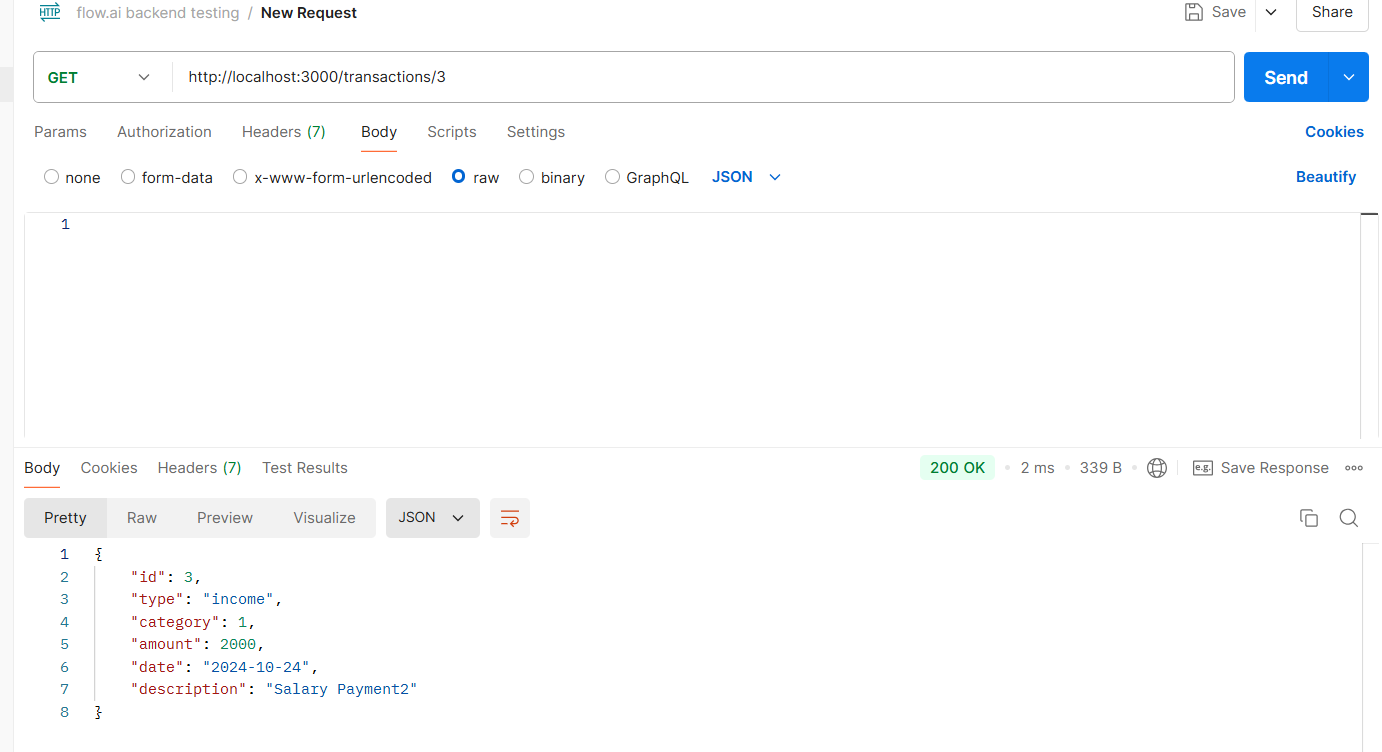 HTTP flow.ai backend testing / New Request Save Share
GET http://localhost:3000/transactions/3 Send
Params Authorization Headers (7) Body Scripts Settings Cookies
none form-data x-www-form-urlencoded raw binary GraphQL JSON Beautify
1
Body Cookies Headers (7) Test Results 200 OK • 2 ms • 339 B • e.g. Save Response
Pretty Raw Preview Visualize JSON
1 {
2 "id": 3,
3 "type": "income",
4 "category": 1,
5 "amount": 2000,
6 "date": "2024-10-24",
7 "description": "Salary Payment2"
8 }